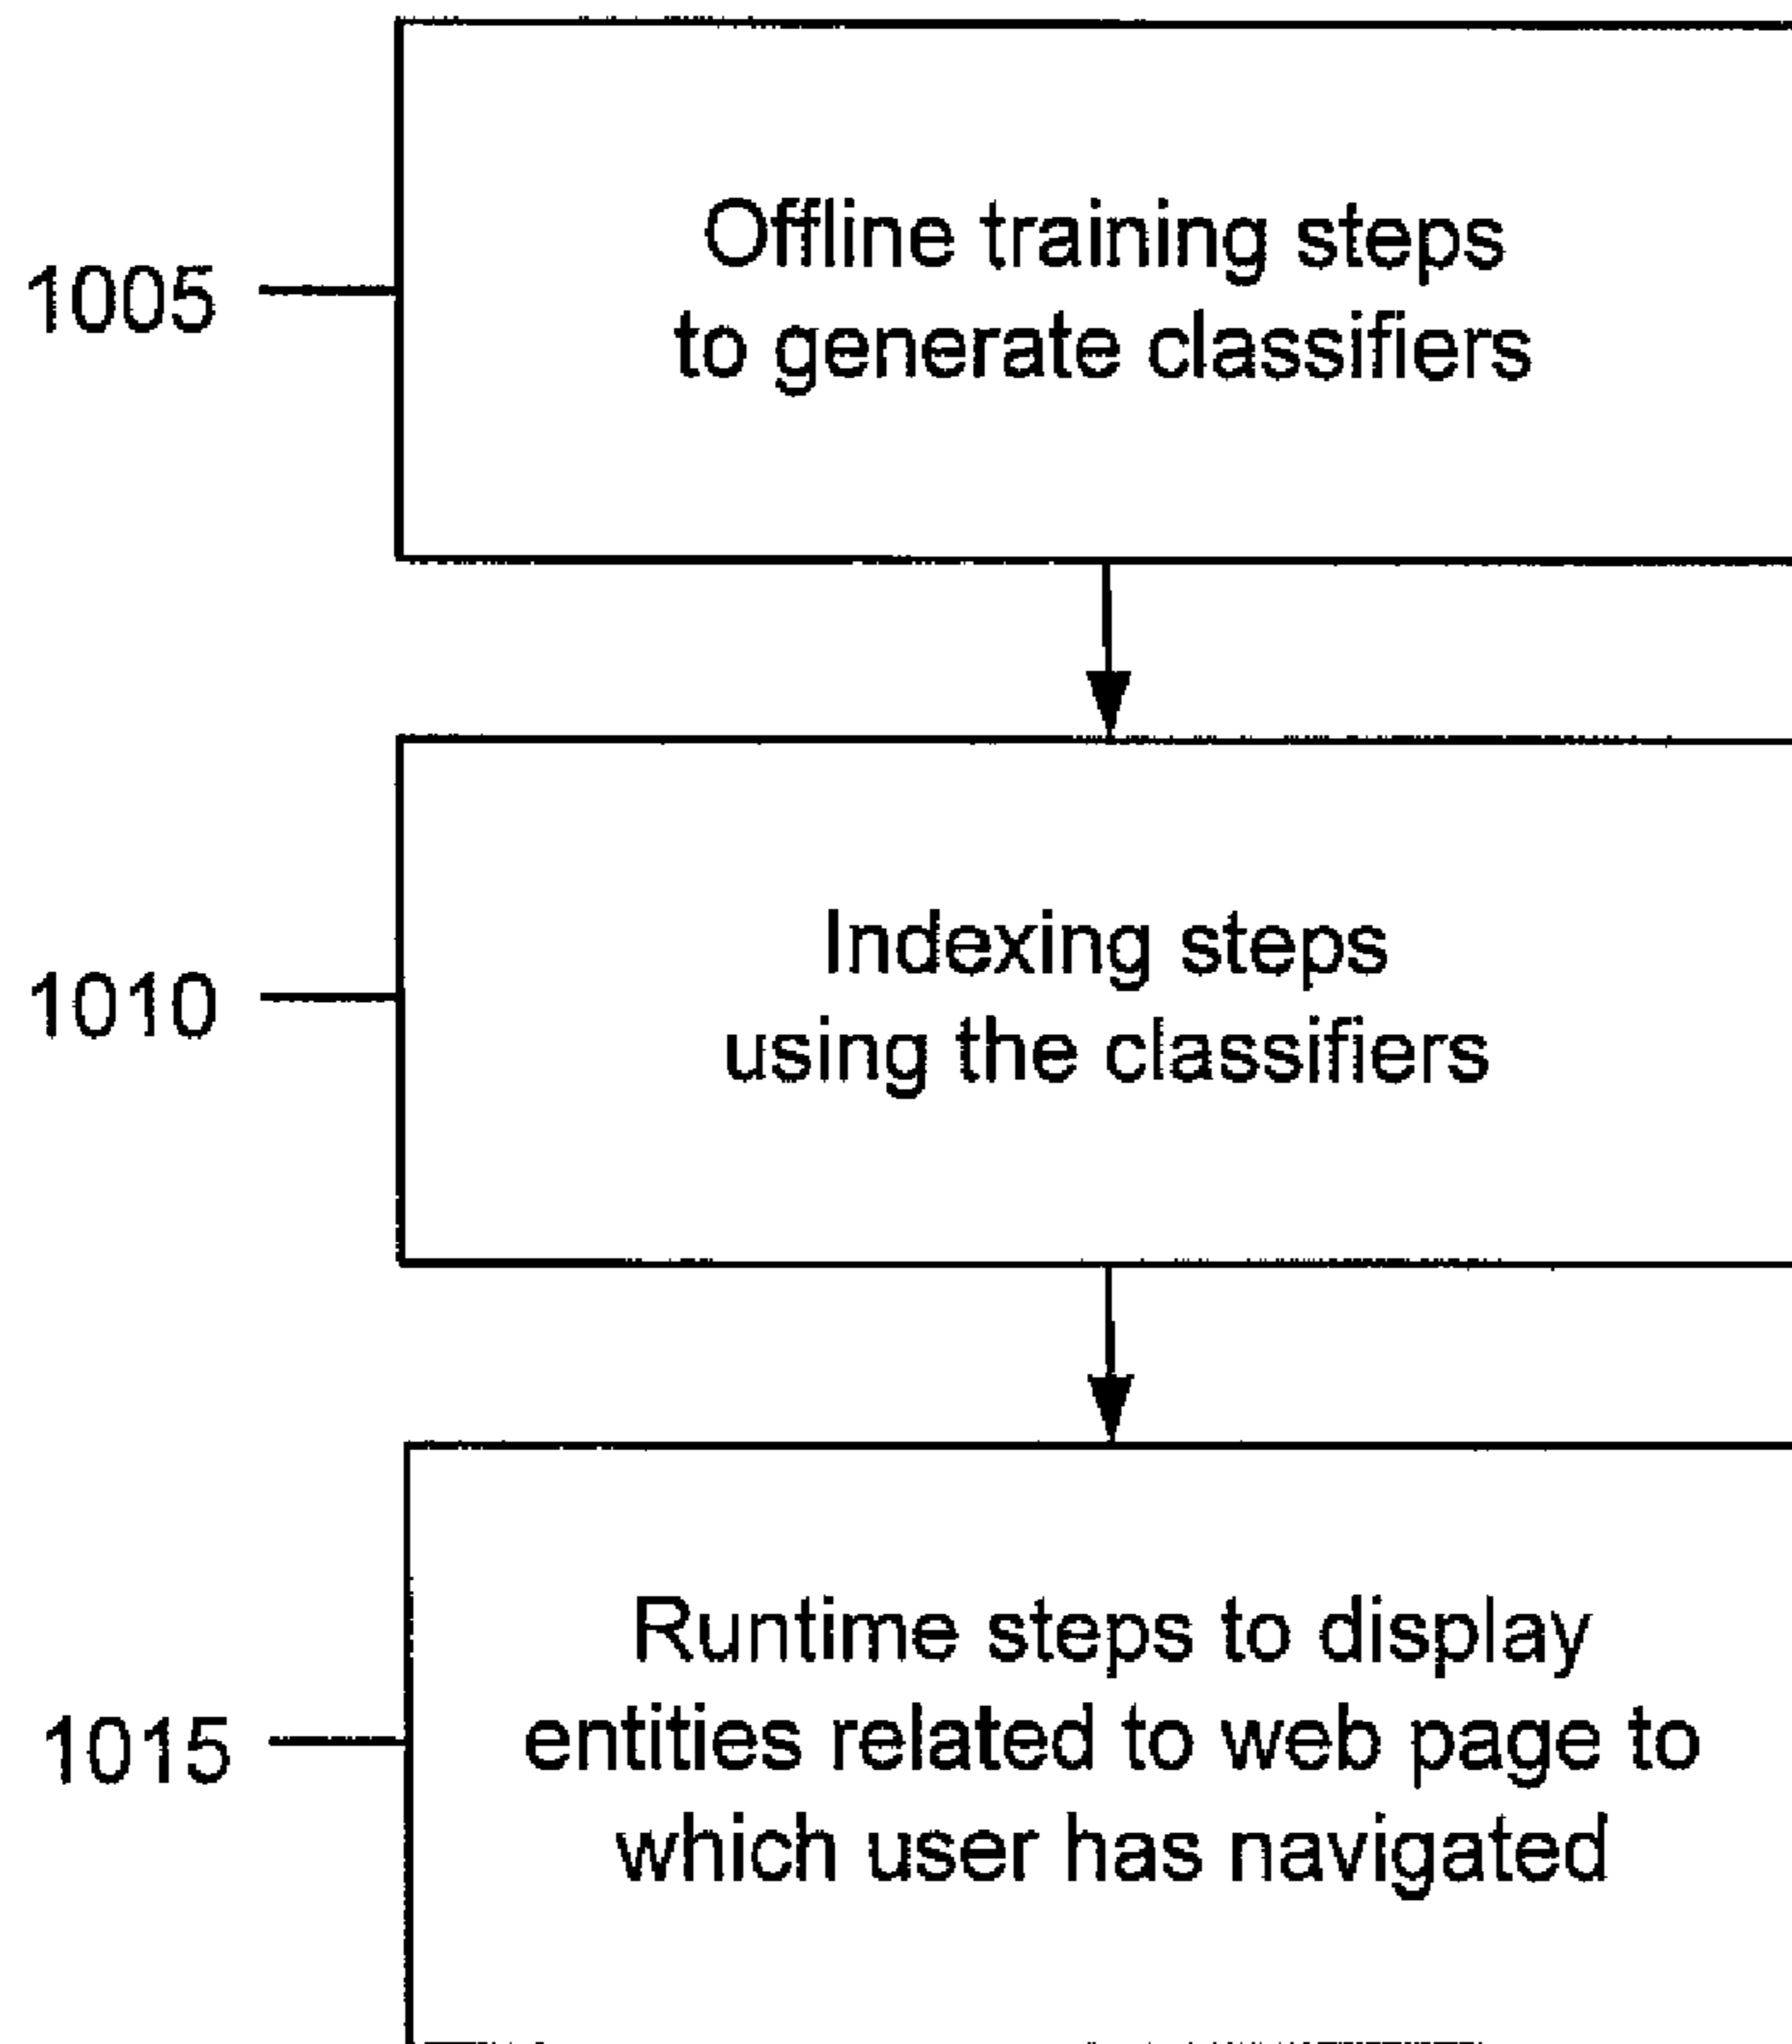 Offline training steps
to generate classifiers
1005
Indexing steps
using the classifiers
1010
Runtime steps to display
entities related to web page to
which user has navigated
1015